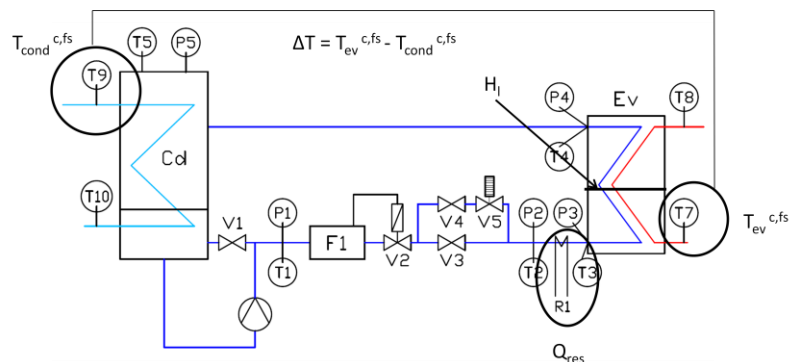 T_cond^c,fs
T5
P5
ΔT = T_ev^c,fs - T_cond^c,fs
T9
H_l
P4
Ev
T8
Cd
T4
T10
V1
P1
V4
V5
P2
P3
T7
T_ev^c,fs
F1
T1
V2
V3
T2
T3
R1
Q_res